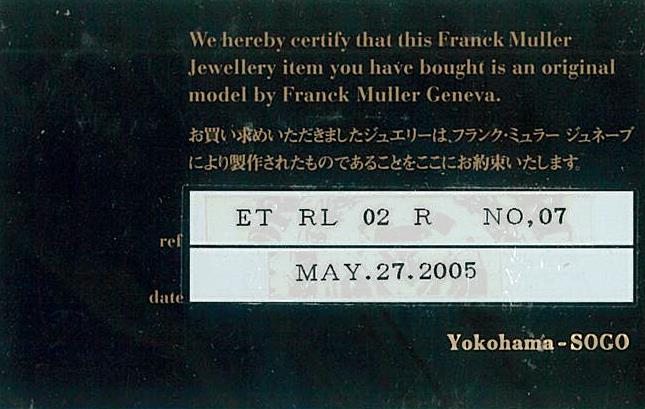 We hereby certify that this Franck Muller
Jewellery item you have bought is an original
model by Franck Muller Geneva.
お買い求めいただきましたジュエリーは、フランク・ミュラー ジュネーブ
により製作されたものであることをここにお約束いたします。
ref ET RL 02 R NO,07
date MAY.27.2005
Yokohama-SOGO